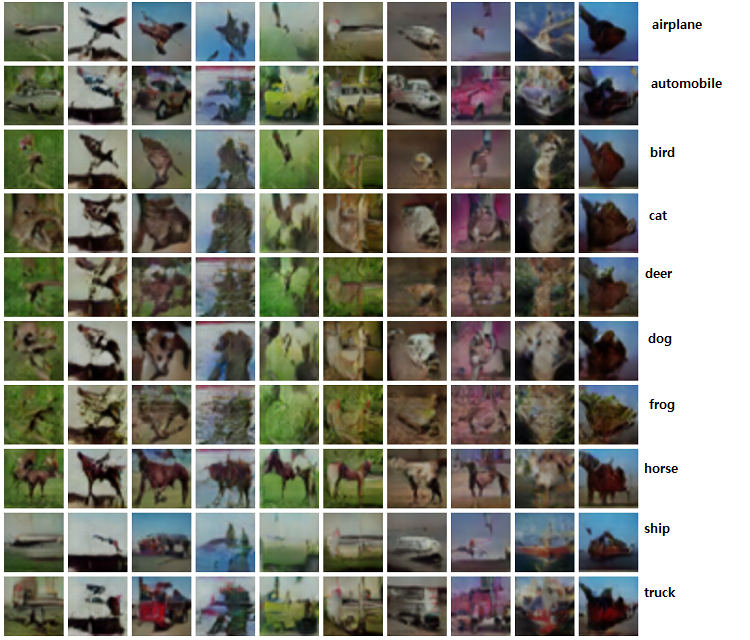 airplane
automobile
bird
cat
deer
dog
frog
horse
ship
truck